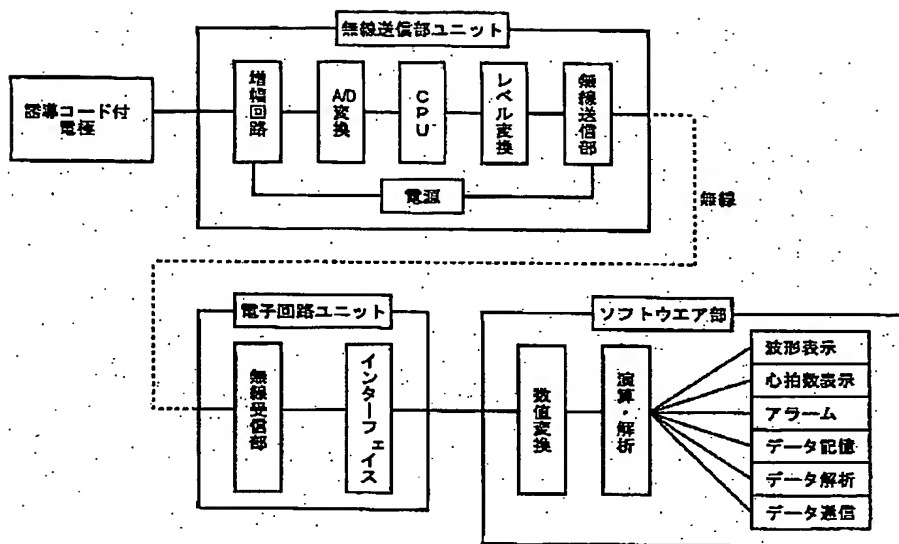 無線送信部ユニット
誘導コード付
電極
増幅回路
A/D変換
CPU
レベル変換
無線送信部
電源
無線
電子回路ユニット
無線受信部
インターフェイス
ソフトウエア部
数値変換
演算・解析
波形表示
心拍数表示
アラーム
データ記憶
データ解析
データ通信